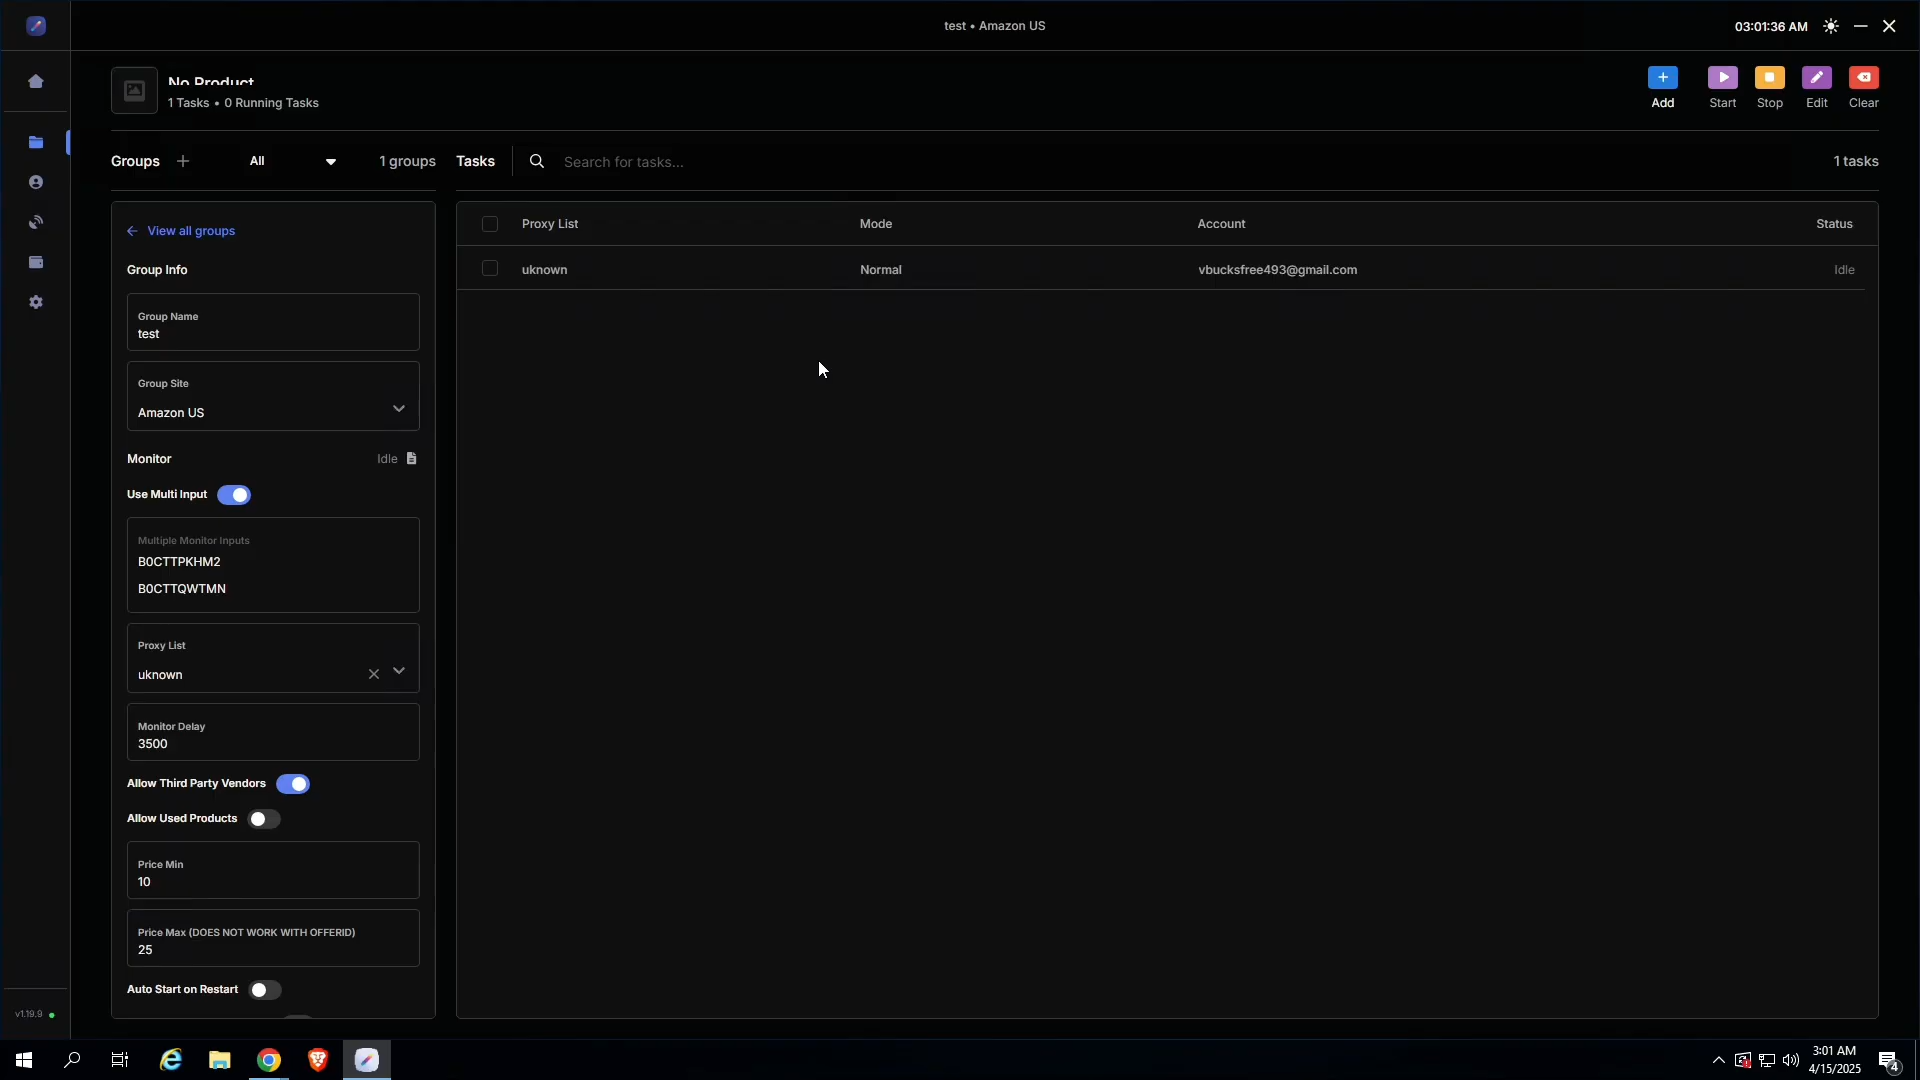 test • Amazon US
03:01:36 AM
No Product
1 Tasks • 0 Running Tasks
Add
Start
Stop
Edit
Clear
Groups
All
1 groups
Tasks
Search for tasks...
1 tasks
View all groups
Group Info
Group Name
test
Group Site
Amazon US
Monitor
Idle
Use Multi Input
Multiple Monitor Inputs
B0CTTPKHM2
B0CTTQWTMN
Proxy List
uknown
Monitor Delay
3500
Allow Third Party Vendors
Allow Used Products
Price Min
10
Price Max (DOES NOT WORK WITH OFFERID)
25
Auto Start on Restart
Proxy List
Mode
Account
Status
uknown
Normal
vbucksfree493@gmail.com
Idle
v1.19.9
3:01 AM
4/15/2025
4